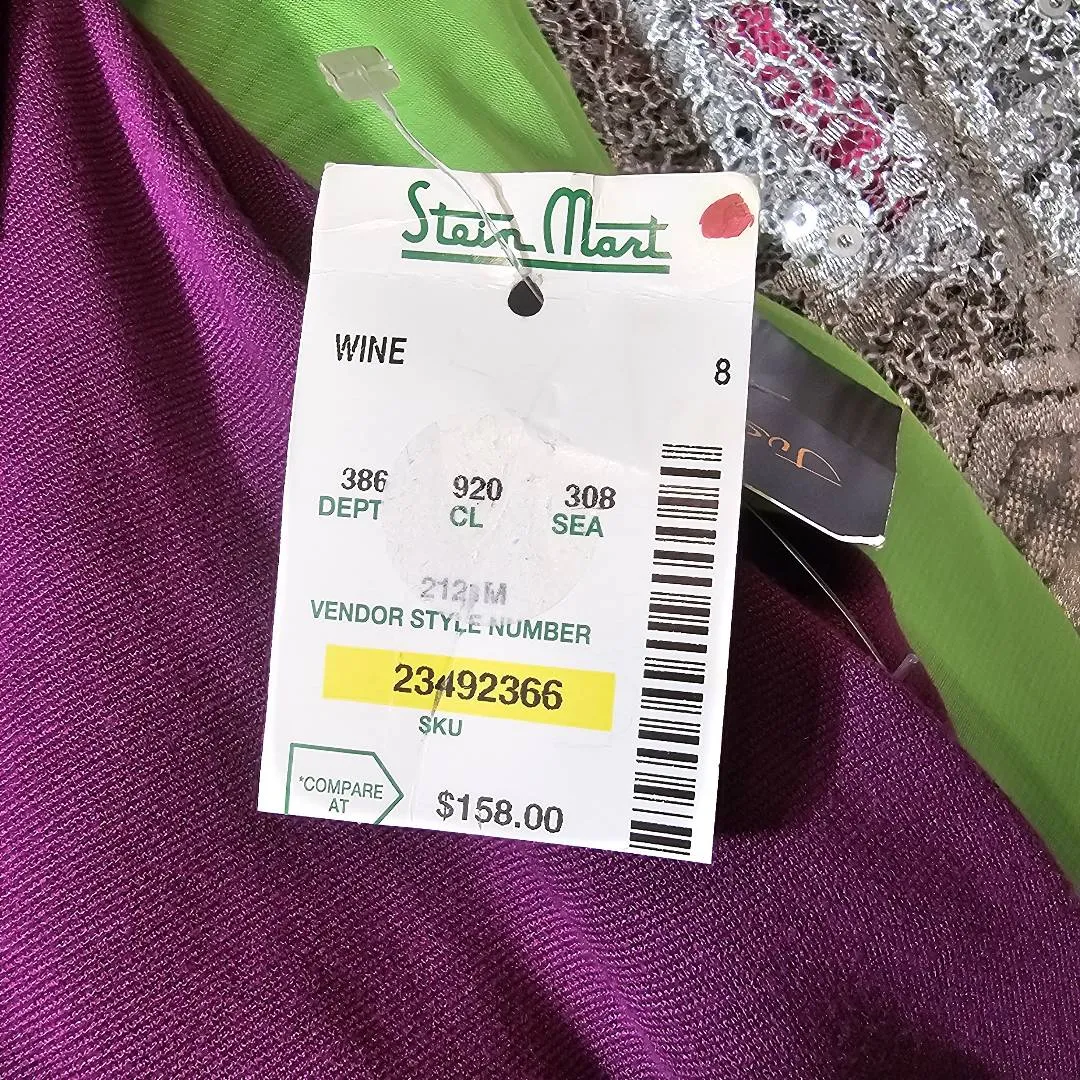 Stein Mart
WINE
8
386 920 308
DEPT CL SEA
VENDOR STYLE NUMBER
23492366
SKU
*COMPARE
AT
$158.00